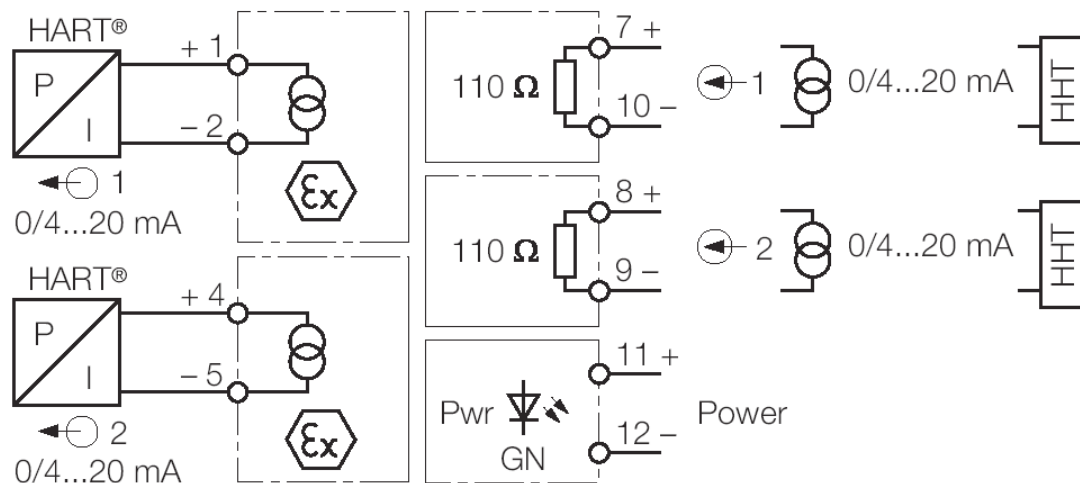 HART®
+ 1
P
I
− 2
1
0/4...20 mA
εx
HART®
+ 4
P
I
− 5
2
0/4...20 mA
εx
7 +
110 Ω
10 −
1
0/4...20 mA
HHT
8 +
110 Ω
9 −
2
0/4...20 mA
HHT
11 +
Pwr
Power
12 −
GN